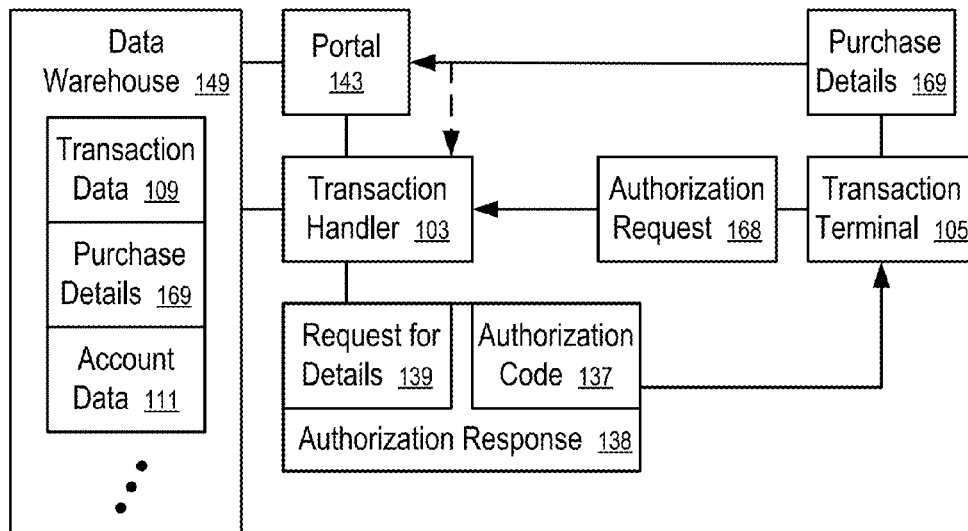 Data
Warehouse 149
Transaction
Data 109
Purchase
Details 169
Account
Data 111
Portal
143
Purchase
Details 169
Transaction
Handler 103
Authorization
Request 168
Transaction
Terminal 105
Request for
Details 139
Authorization
Code 137
Authorization Response 138